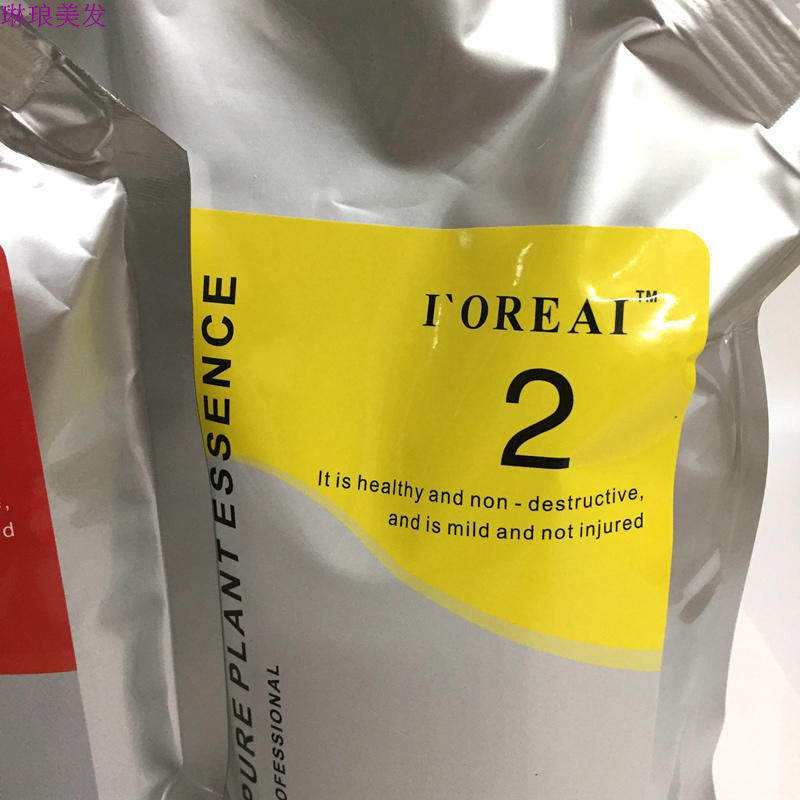 琳琅美发
I`OREAI™
2
It is healthy and non - destructive,
and is mild and not injured
PURE PLANT ESSENCE
OFESSIONAL
,
d